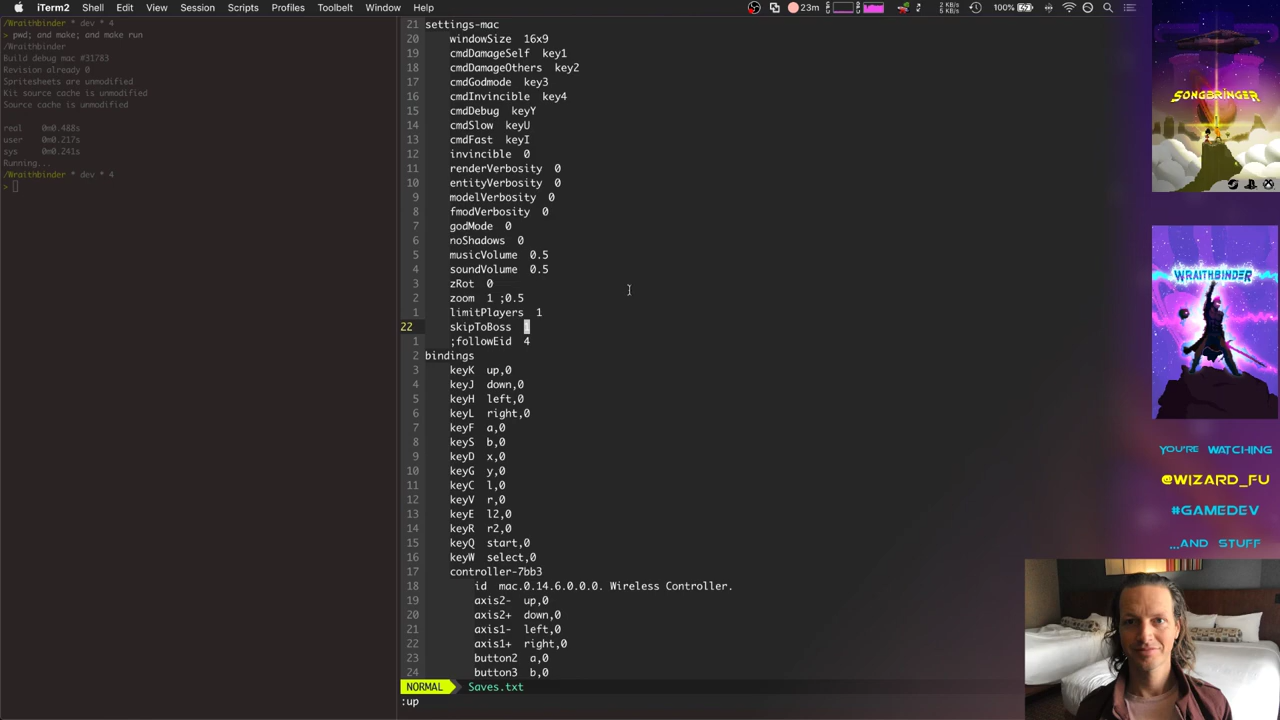 iTerm2 Shell Edit View Session Scripts Profiles Toolbelt Window Help
23m
2 KB/s
5 KB/s
100%
/Wraithbinder * dev * 4
> pwd; and make; and make run
/Wraithbinder
Build debug mac #31783
Revision already 0
Spritesheets are unmodified
Kit source cache is unmodified
Source cache is unmodified
real 0m0.488s
user 0m0.217s
sys 0m0.241s
Running...
/Wraithbinder * dev * 4
>
21 settings-mac
20 windowSize 16x9
19 cmdDamageSelf key1
18 cmdDamageOthers key2
17 cmdGodmode key3
16 cmdInvincible key4
15 cmdDebug keyY
14 cmdSlow keyU
13 cmdFast keyI
12 invincible 0
11 renderVerbosity 0
10 entityVerbosity 0
9 modelVerbosity 0
8 fmodVerbosity 0
7 godMode 0
6 noShadows 0
5 musicVolume 0.5
4 soundVolume 0.5
3 zRot 0
2 zoom 1 ;0.5
1 limitPlayers 1
22 skipToBoss 1
1 ;followEid 4
2 bindings
3 keyK up,0
4 keyJ down,0
5 keyH left,0
6 keyL right,0
7 keyF a,0
8 keyS b,0
9 keyD x,0
10 keyG y,0
11 keyC l,0
12 keyV r,0
13 keyE l2,0
14 keyR r2,0
15 keyQ start,0
16 keyW select,0
17 controller-7bb3
18 id mac.0.14.6.0.0.0. Wireless Controller.
19 axis2- up,0
20 axis2+ down,0
21 axis1- left,0
22 axis1+ right,0
23 button2 a,0
24 button3 b,0
NORMAL Saves.txt
:up
SONGBRINGER
WRAITHBINDER
YOU'RE WATCHING
@WIZARD_FU
#GAMEDEV
...AND STUFF